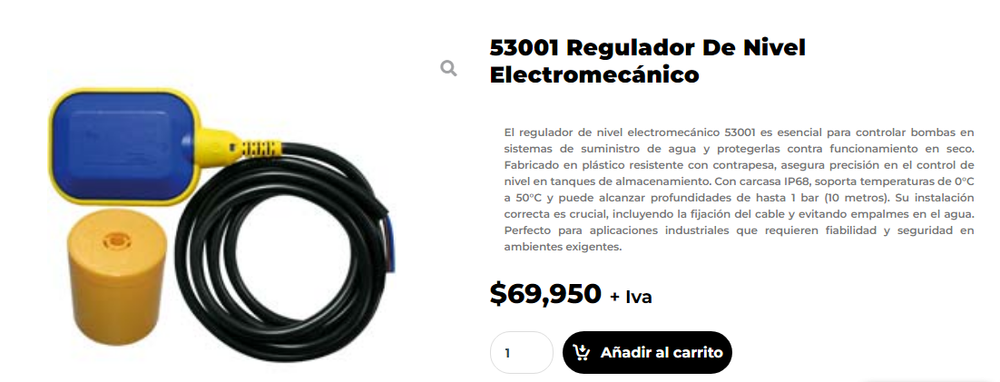 53001 Regulador De Nivel
Electromecánico
El regulador de nivel electromecánico 53001 es esencial para controlar bombas en
sistemas de suministro de agua y protegerlas contra funcionamiento en seco.
Fabricado en plástico resistente con contrapesa, asegura precisión en el control de
nivel en tanques de almacenamiento. Con carcasa IP68, soporta temperaturas de 0°C
a 50°C y puede alcanzar profundidades de hasta 1 bar (10 metros). Su instalación
correcta es crucial, incluyendo la fijación del cable y evitando empalmes en el agua.
Perfecto para aplicaciones industriales que requieren fiabilidad y seguridad en
ambientes exigentes.
$69,950 + Iva
1
Añadir al carrito